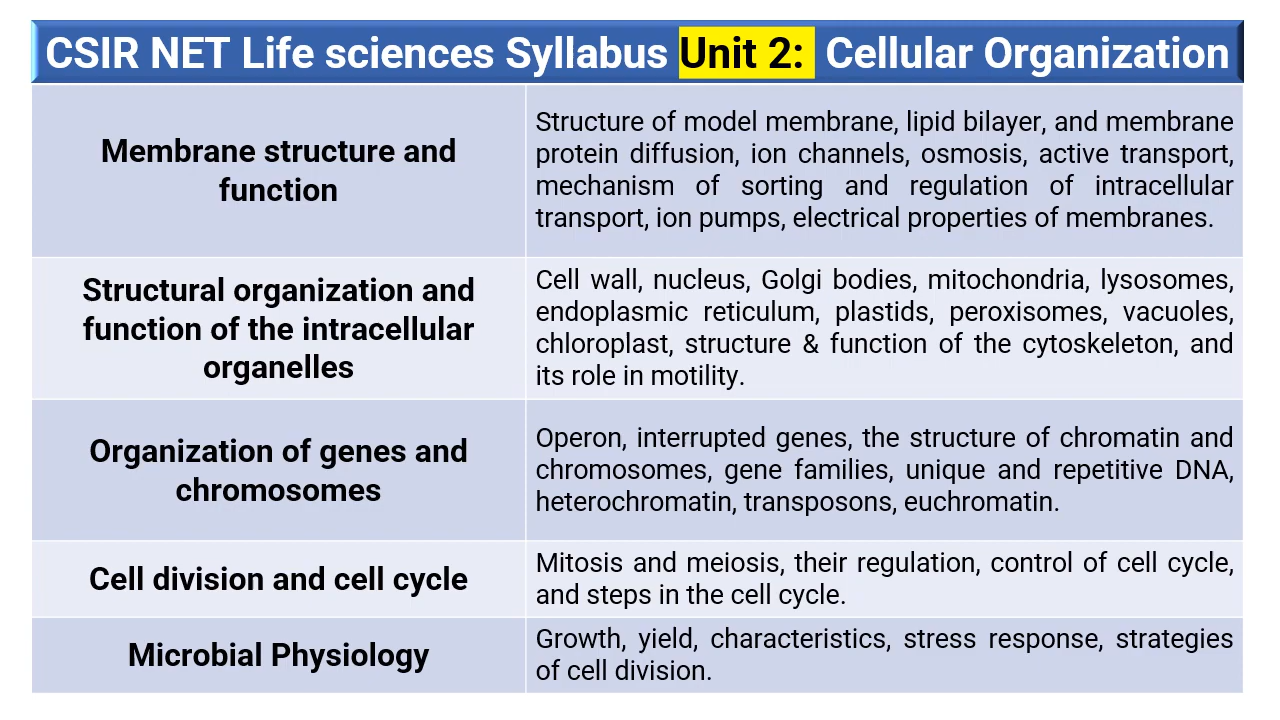 CSIR NET Life sciences Syllabus Unit 2: Cellular Organization
Membrane structure and
function
Structure of model membrane, lipid bilayer, and membrane
protein diffusion, ion channels, osmosis, active transport,
mechanism of sorting and regulation of intracellular
transport, ion pumps, electrical properties of membranes.
Structural organization and
function of the intracellular
organelles
Cell wall, nucleus, Golgi bodies, mitochondria, lysosomes,
endoplasmic reticulum, plastids, peroxisomes, vacuoles,
chloroplast, structure & function of the cytoskeleton, and
its role in motility.
Organization of genes and
chromosomes
Operon, interrupted genes, the structure of chromatin and
chromosomes, gene families, unique and repetitive DNA,
heterochromatin, transposons, euchromatin.
Cell division and cell cycle
Mitosis and meiosis, their regulation, control of cell cycle,
and steps in the cell cycle.
Microbial Physiology
Growth, yield, characteristics, stress response, strategies
of cell division.